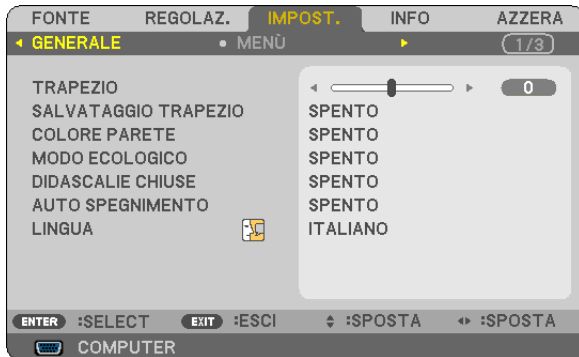 FONTE REGOLAZ. IMPOST. INFO AZZERA
GENERALE MENÙ 1/3
TRAPEZIO 0
SALVATAGGIO TRAPEZIO SPENTO
COLORE PARETE SPENTO
MODO ECOLOGICO SPENTO
DIDASCALIE CHIUSE SPENTO
AUTO SPEGNIMENTO SPENTO
LINGUA ITALIANO
ENTER :SELECT EXIT :ESCI :SPOSTA :SPOSTA
COMPUTER